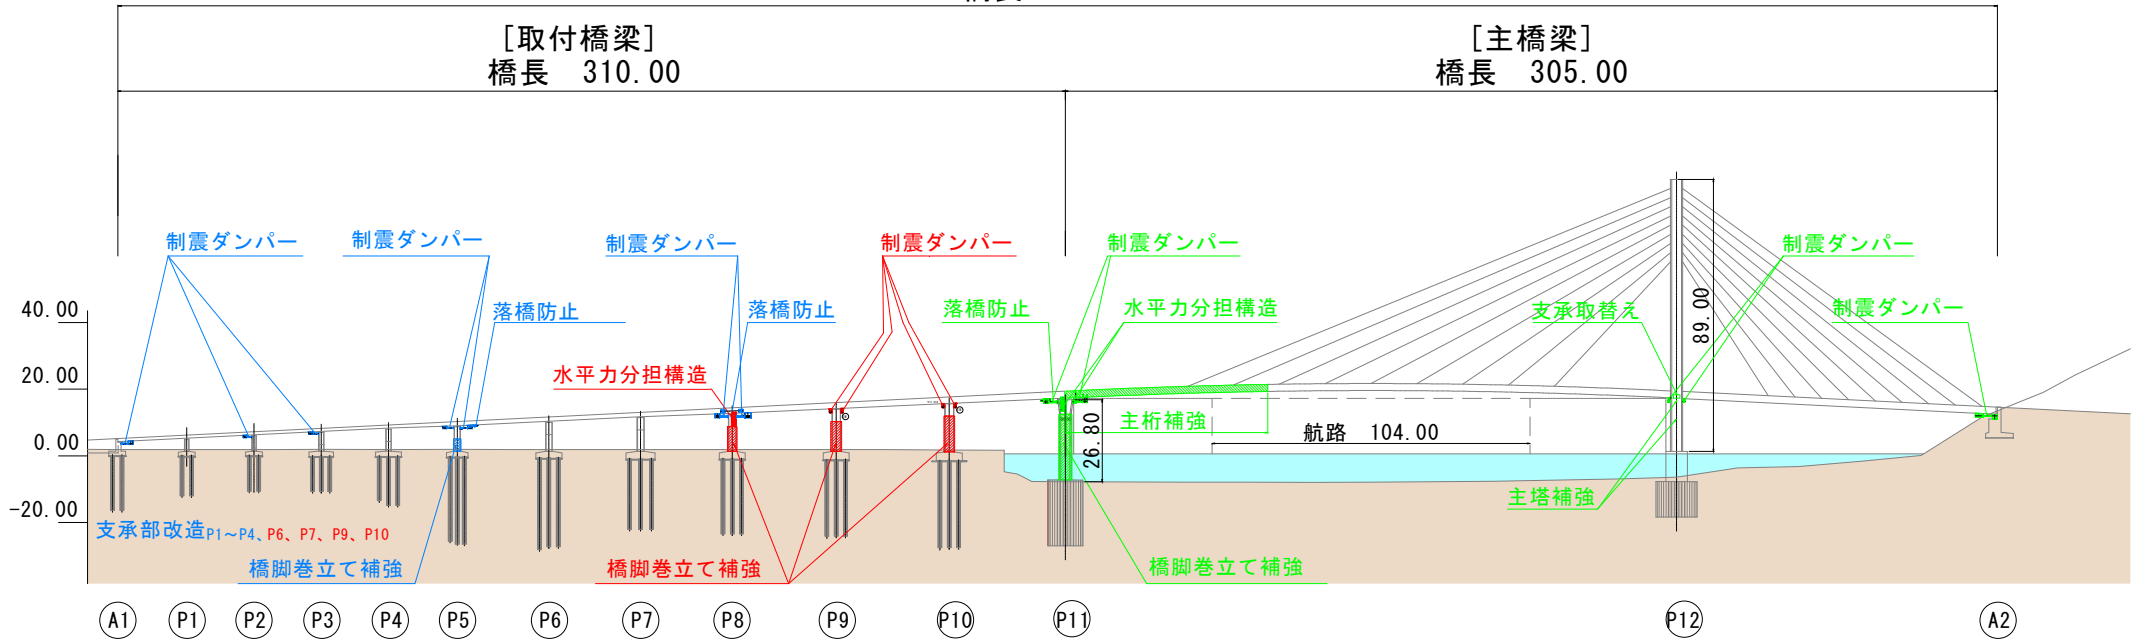 [取付橋梁]
橋長 310.00
[主橋梁]
橋長 305.00
制震ダンパー
制震ダンパー
制震ダンパー
制震ダンパー
制震ダンパー
制震ダンパー
落橋防止
落橋防止
落橋防止
水平力分担構造
支承取替え
制震ダンパー
水平力分担構造
89.00
40.00
20.00
0.00
-20.00
主桁補強
26.80
航路 104.00
主塔補強
支承部改造P1~P4、P6、P7、P9、P10
橋脚巻立て補強
橋脚巻立て補強
橋脚巻立て補強
A1 P1 P2 P3 P4 P5 P6 P7 P8 P9 P10 P11 P12 A2